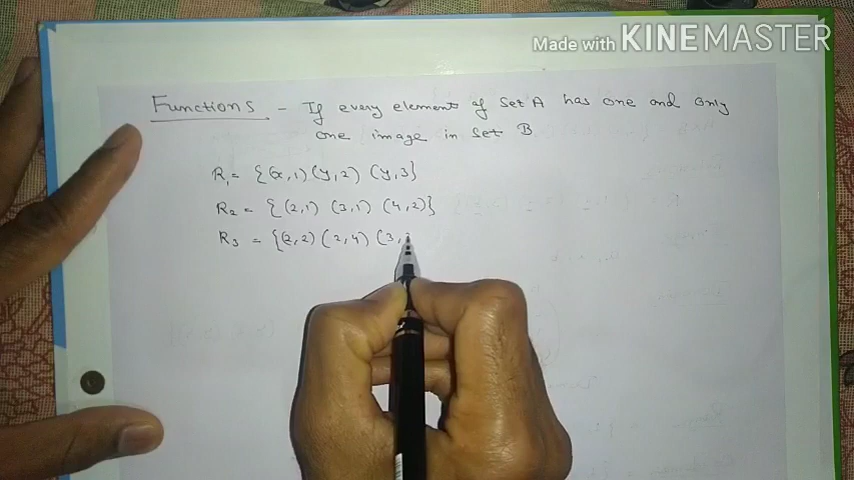 Made with KINEMASTER
Functions - If every element of Set A has one and only
one image in Set B
R1 = {(x,1) (y,2) (y,3}
R2 = {(2,1) (3,1) (4,2)}
R3 = {(2,2) (2,4) (3,